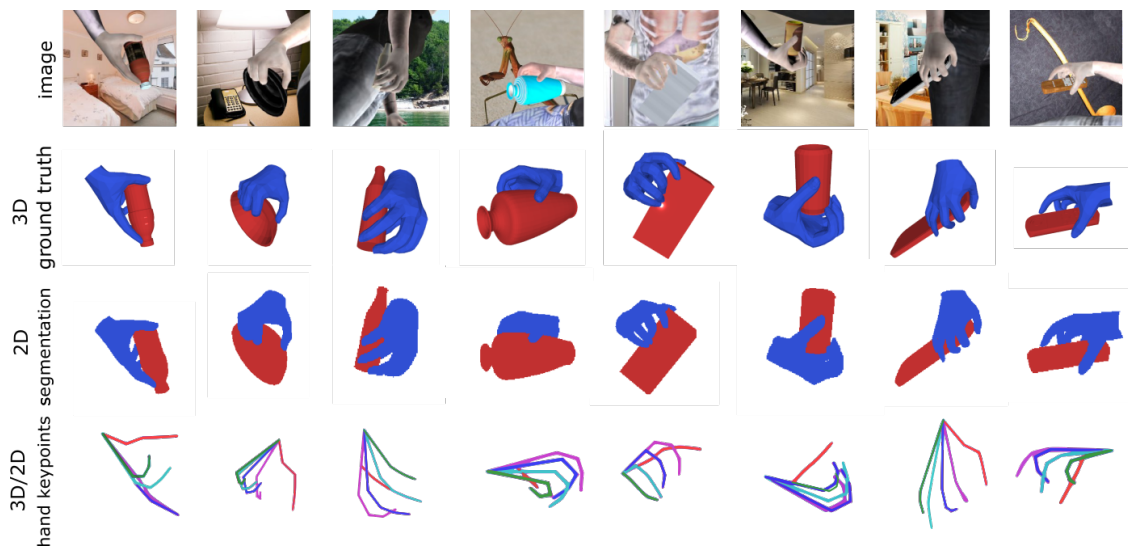 image
3D
ground truth
2D
segmentation
3D/2D
hand keypoints